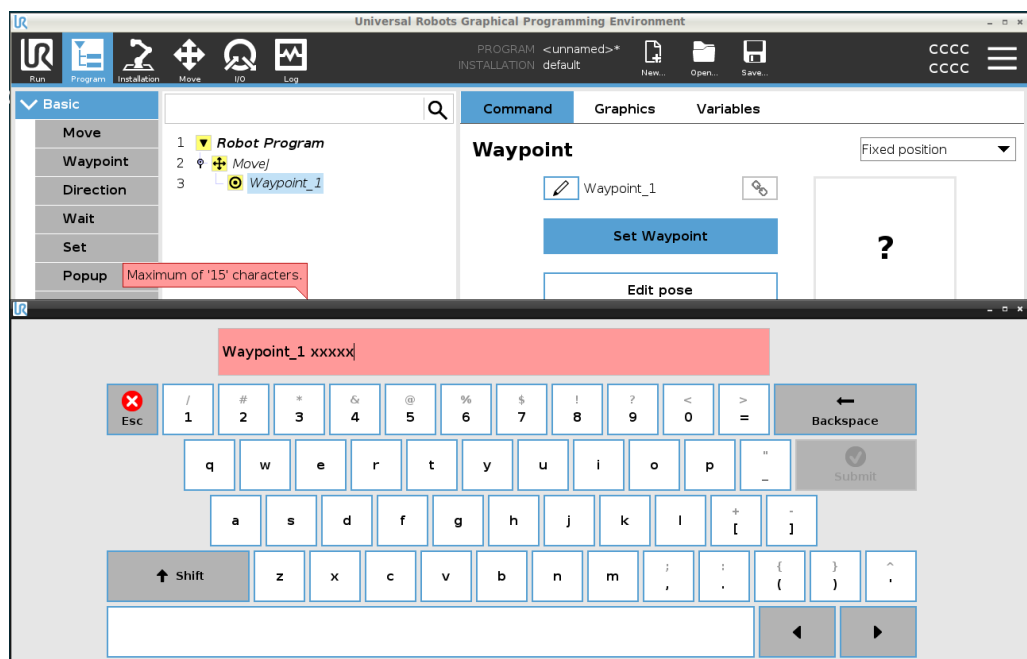 UR Universal Robots Graphical Programming Environment
UR
Run Program Installation Move I/O Log
PROGRAM <unnamed>* New... Open... Save... CCCC
INSTALLATION default CCCC
Basic
Move
Waypoint
Direction
Wait
Set
Popup
1 Robot Program
2 MoveJ
3 Waypoint_1
Command Graphics Variables
Waypoint
Fixed position
Waypoint_1
Set Waypoint
?
Edit pose
Maximum of '15' characters.
UR
Waypoint_1 xxxxx
/ # * & @ % $ ! ? < >
Esc 1 2 3 4 5 6 7 8 9 0 = Backspace
q w e r t y u i o p " _ Submit
a s d f g h j k l + [ - ]
Shift z x c v b n m ; , : . { ( } ) ^ '